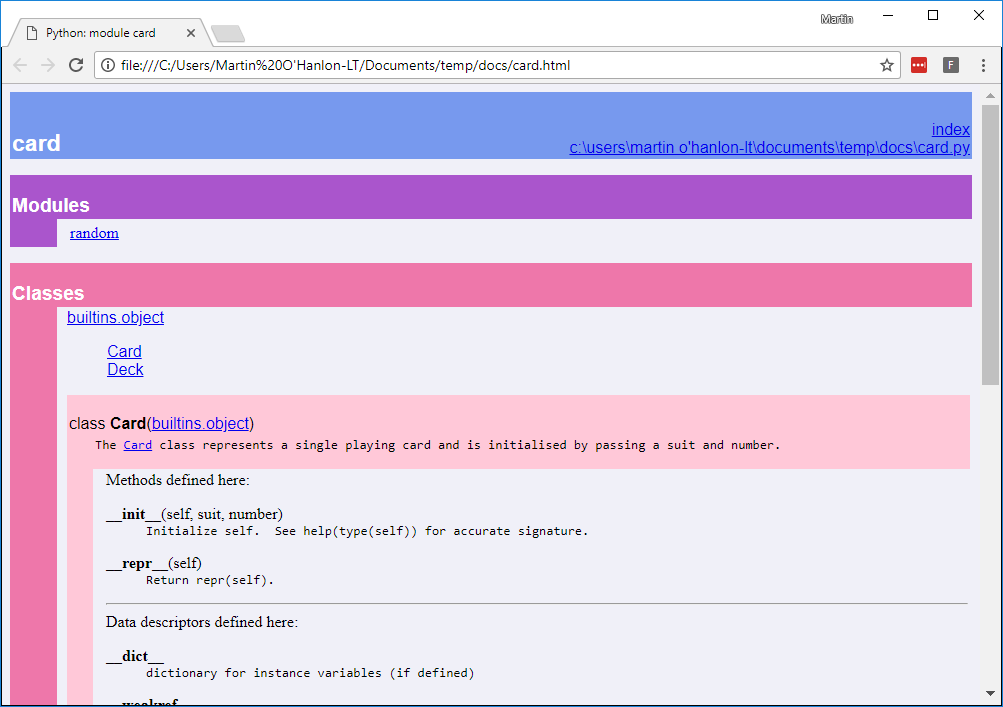 Martin
Python: module card
file:///C:/Users/Martin%20O'Hanlon-LT/Documents/temp/docs/card.html
F
index
card
c:\users\martin o'hanlon-lt\documents\temp\docs\card.py
Modules
random
Classes
builtins.object
Card
Deck
class Card(builtins.object)
The Card class represents a single playing card and is initialised by passing a suit and number.
Methods defined here:
__init__(self, suit, number)
Initialize self.  See help(type(self)) for accurate signature.
__repr__(self)
Return repr(self).
Data descriptors defined here:
__dict__
dictionary for instance variables (if defined)
__weakref__